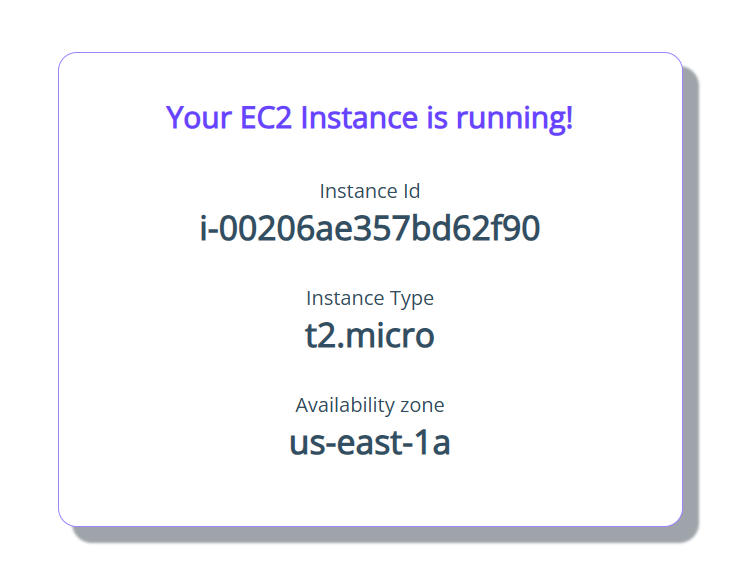 Your EC2 Instance is running!
Instance Id
i-00206ae357bd62f90
Instance Type
t2.micro
Availability zone
us-east-1a